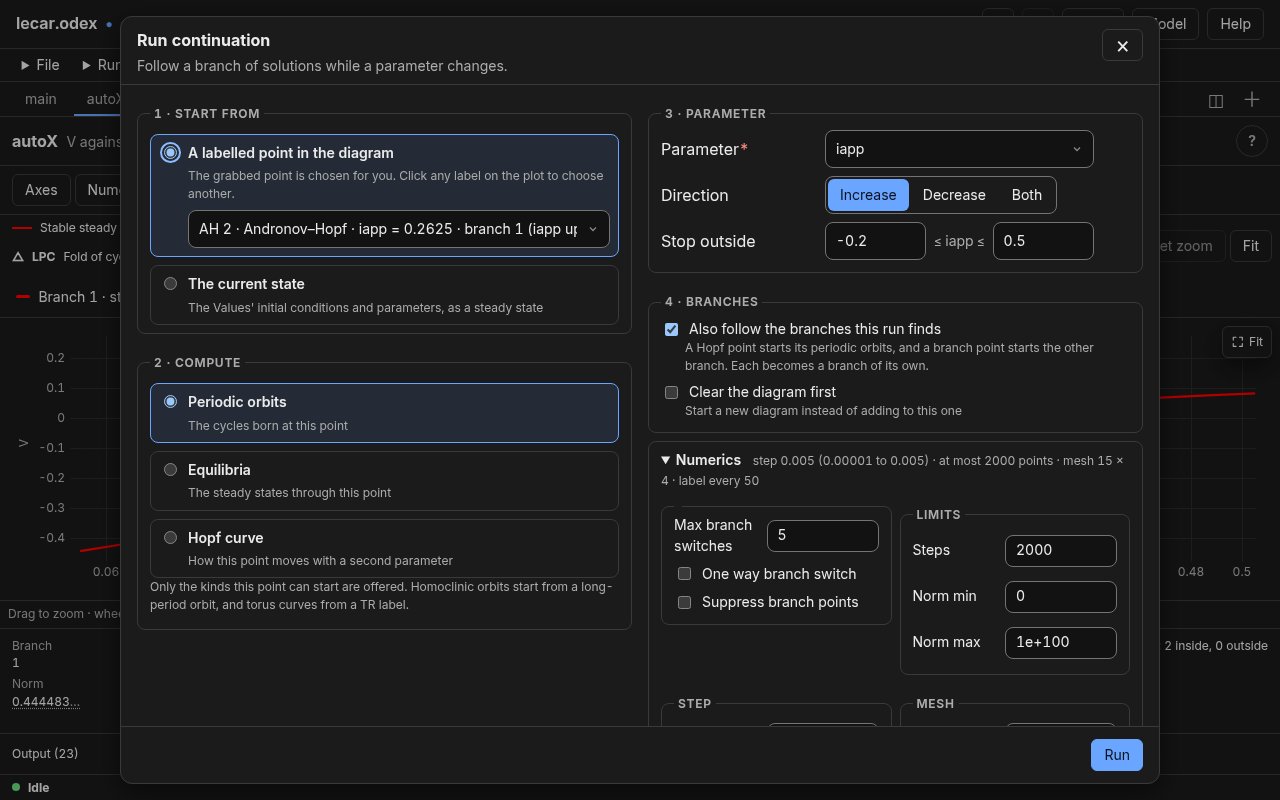 lecar.odex
Model
Help
File
Run
main
autoX
autoX V agains
?
Axes
Nume
Stable steady
LPC Fold of cyc
Branch 1 · st
et zoom
Fit
Fit
0.2
0.1
0
-0.1
-0.2
-0.3
-0.4
V
0.06
0.48
0.5
Drag to zoom · whee
Branch
1
Norm
0.444483...
2 inside, 0 outside
Output (23)
Idle
Run continuation
Follow a branch of solutions while a parameter changes.
1 · START FROM
A labelled point in the diagram
The grabbed point is chosen for you. Click any label on the plot to choose
another.
AH 2 · Andronov–Hopf · iapp = 0.2625 · branch 1 (iapp up
The current state
The Values' initial conditions and parameters, as a steady state
2 · COMPUTE
Periodic orbits
The cycles born at this point
Equilibria
The steady states through this point
Hopf curve
How this point moves with a second parameter
Only the kinds this point can start are offered. Homoclinic orbits start from a long-
period orbit, and torus curves from a TR label.
3 · PARAMETER
Parameter*
iapp
Direction
Increase
Decrease
Both
Stop outside
-0.2
≤ iapp ≤
0.5
4 · BRANCHES
Also follow the branches this run finds
A Hopf point starts its periodic orbits, and a branch point starts the other
branch. Each becomes a branch of its own.
Clear the diagram first
Start a new diagram instead of adding to this one
Numerics step 0.005 (0.00001 to 0.005) · at most 2000 points · mesh 15 ×
4 · label every 50
Max branch
switches
5
One way branch switch
Suppress branch points
LIMITS
Steps
2000
Norm min
0
Norm max
1e+100
STEP
MESH
Run